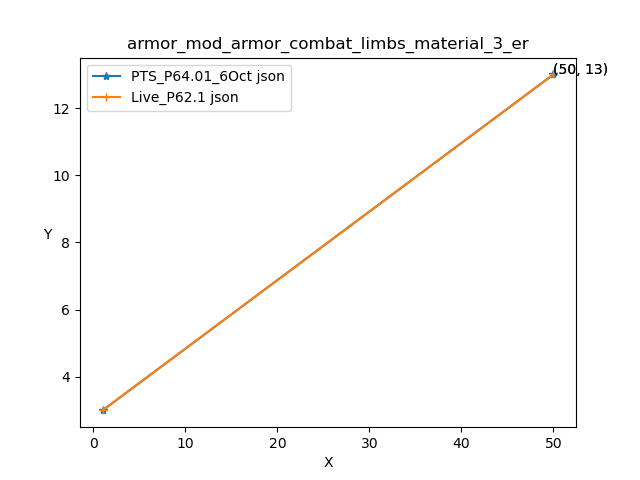 armor_mod_armor_combat_limbs_material_3_er
PTS_P64.01_6Oct json
Live_P62.1 json
(50, 13)
12
10
8
6
4
Y
0
10
20
30
40
50
X